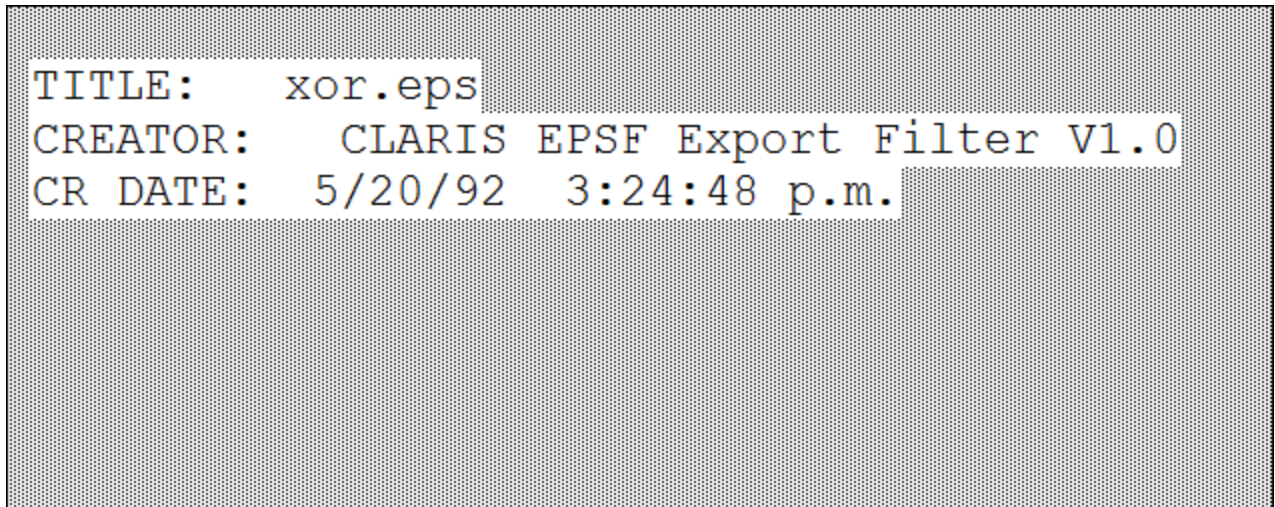 TITLE: xor.eps
CREATOR: CLARIS EPSF Export Filter V1.0
CR DATE: 5/20/92 3:24:48 p.m.